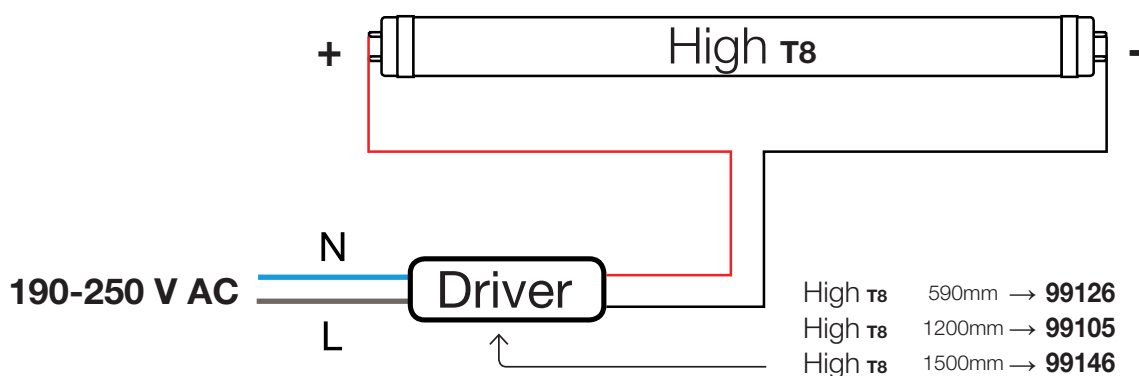 + High T8 -
N
190-250 V AC Driver
L
High T8 590mm → 99126
High T8 1200mm → 99105
High T8 1500mm → 99146